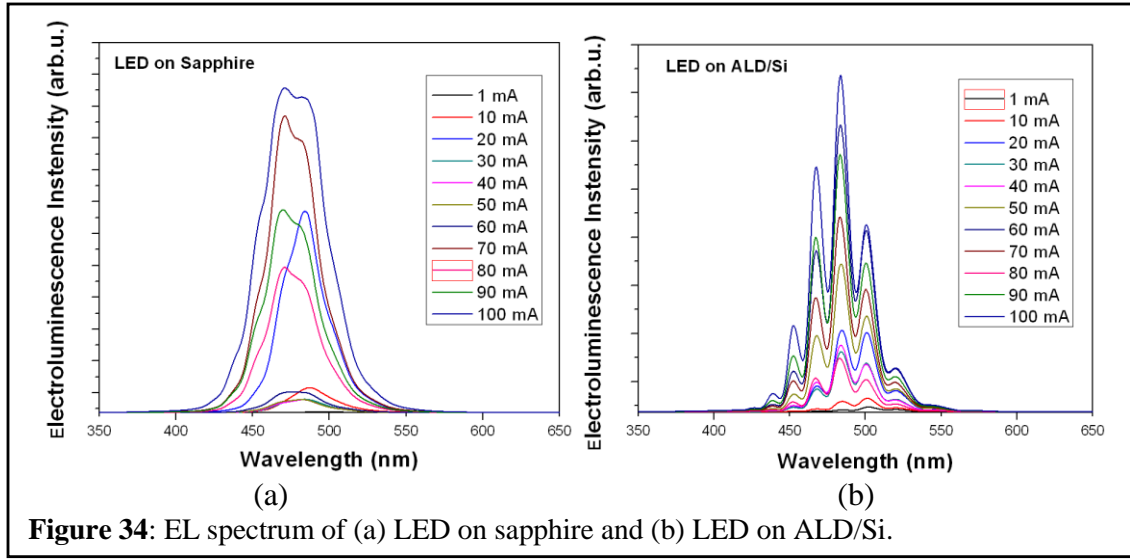 Electroluminescence Instensity (arb.u.)
LED on Sapphire
1 mA
10 mA
20 mA
30 mA
40 mA
50 mA
60 mA
70 mA
80 mA
90 mA
100 mA
350 400 450 500 550 600 650
Wavelength (nm)
(a)
Electroluminescence Instensity (arb.u.)
LED on ALD/Si
1 mA
10 mA
20 mA
30 mA
40 mA
50 mA
60 mA
70 mA
80 mA
90 mA
100 mA
350 400 450 500 550 600 650
Wavelength (nm)
(b)
Figure 34: EL spectrum of (a) LED on sapphire and (b) LED on ALD/Si.